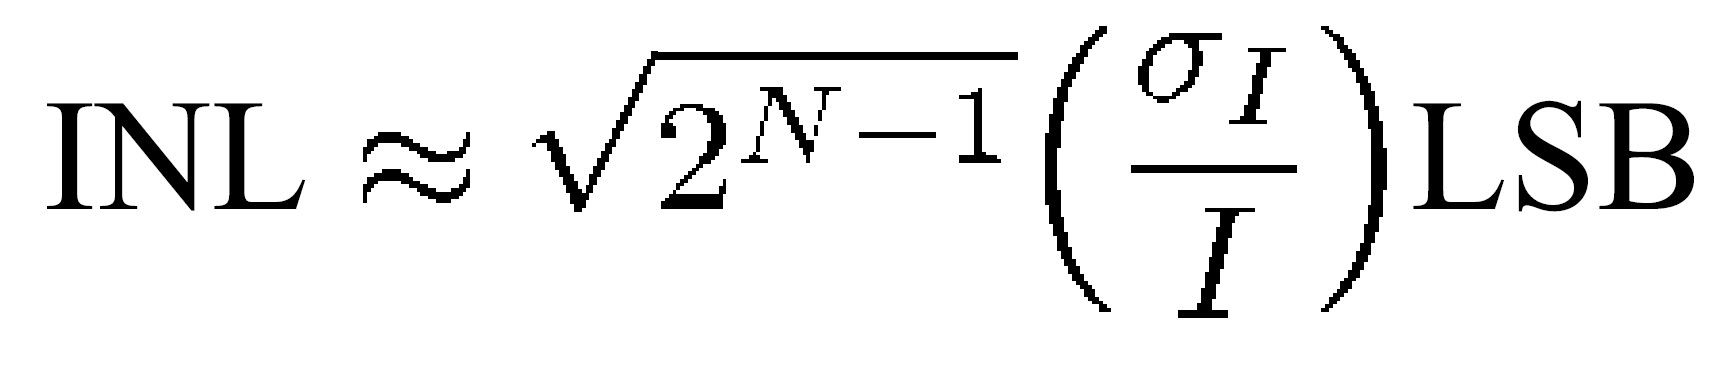 INL ≈ √(2^{N−1}) (σ_I / I) LSB